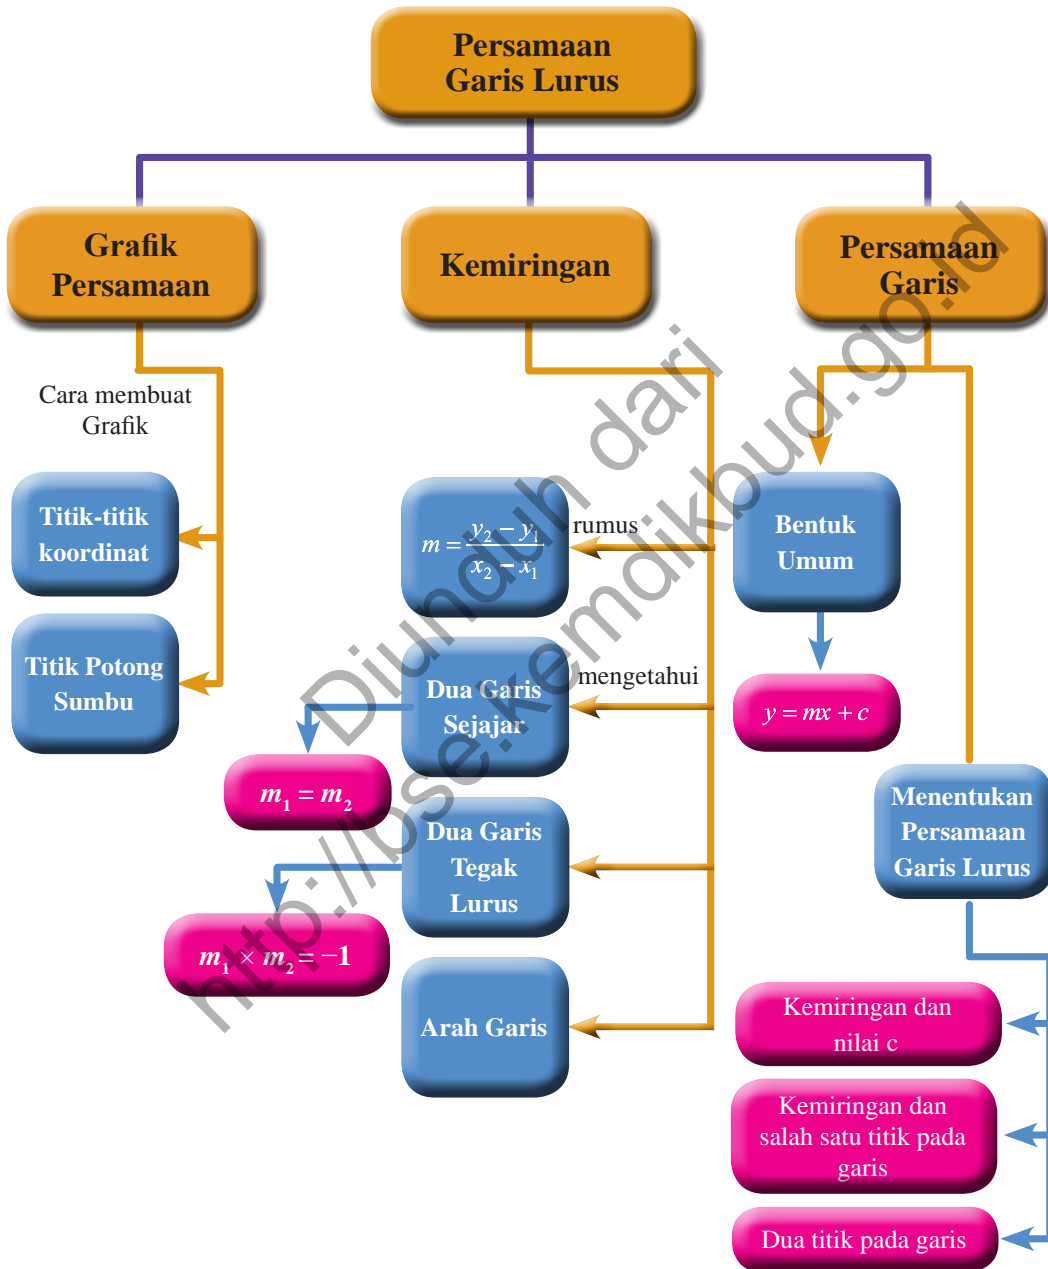 Persamaan
Garis Lurus
Grafik
Persamaan
Kemiringan
Persamaan
Garis
Cara membuat
Grafik
Titik-titik
koordinat
Titik Potong
Sumbu
m = y₂ − y₁ / x₂ − x₁
rumus
Dua Garis
Sejajar
mengetahui
m₁ = m₂
Dua Garis
Tegak
Lurus
m₁ × m₂ = −1
Arah Garis
Bentuk
Umum
y = mx + c
Menentukan
Persamaan
Garis Lurus
Kemiringan dan
nilai c
Kemiringan dan
salah satu titik pada
garis
Dua titik pada garis
Diunduh dari
http://bse.kemdikbud.go.id